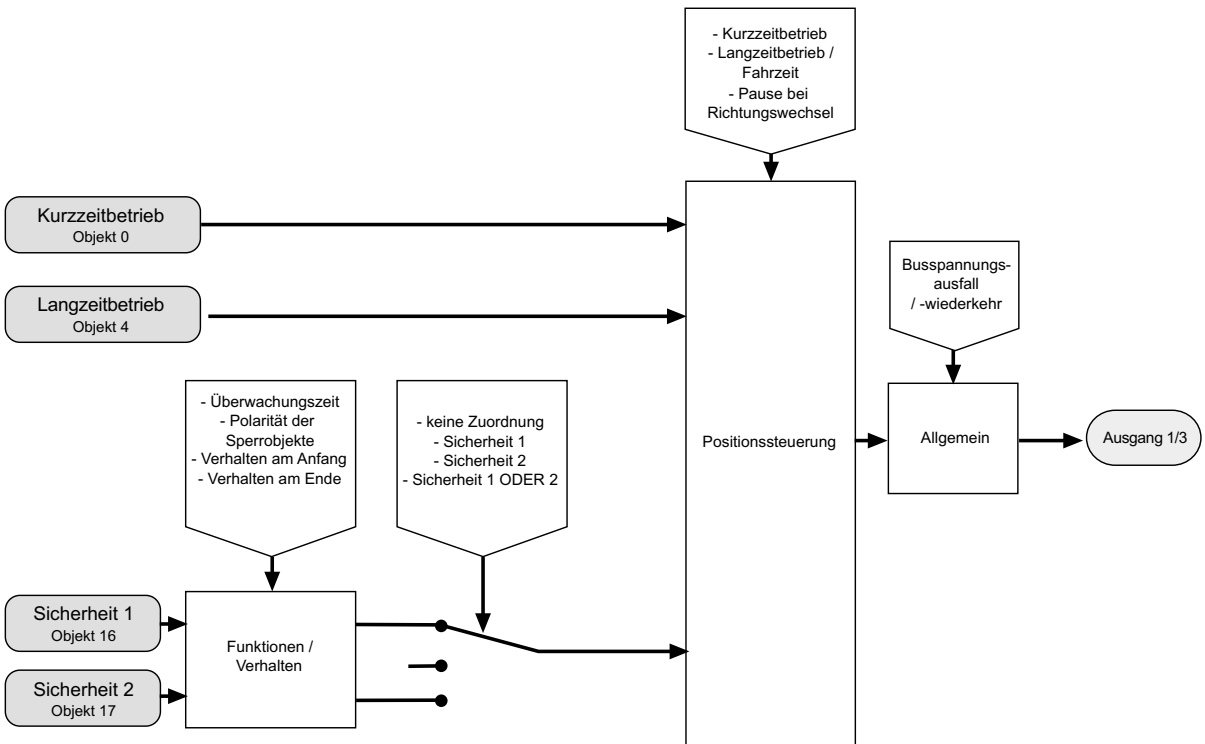 - Kurzzeitbetrieb
- Langzeitbetrieb /
Fahrzeit
- Pause bei
Richtungswechsel
Kurzzeitbetrieb
Objekt 0
Langzeitbetrieb
Objekt 4
Busspannungs-
ausfall
/ -wiederkehr
- Überwachungszeit
- Polarität der
Sperrobjekte
- Verhalten am Anfang
- Verhalten am Ende
- keine Zuordnung
- Sicherheit 1
- Sicherheit 2
- Sicherheit 1 ODER 2
Positionssteuerung
Allgemein
Ausgang 1/3
Sicherheit 1
Objekt 16
Sicherheit 2
Objekt 17
Funktionen /
Verhalten